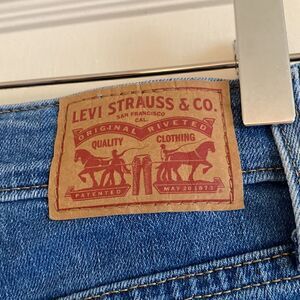 LEVI STRAUSS & CO.
SAN FRANCISCO
CAL.
ORIGINAL RIVETED
QUALITY CLOTHING
PATENTED MAY 20 1873